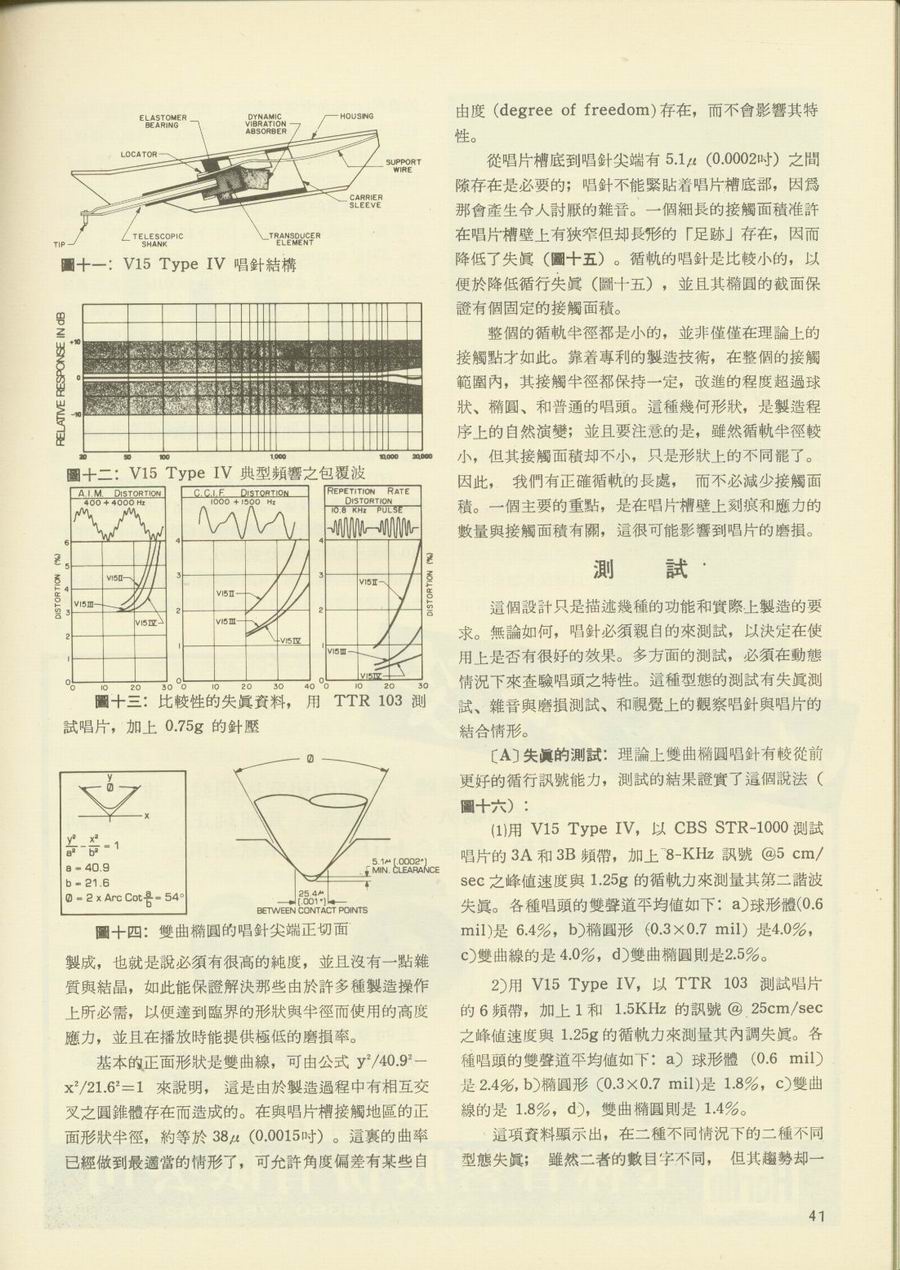 ELASTOMER
BEARING
DYNAMIC
VIBRATION
ABSORBER
HOUSING
LOCATOR
SUPPORT
WIRE
CARRIER
SLEEVE
TIP
TELESCOPIC
SHANK
TRANSDUCER
ELEMENT
圖十一：V15 Type IV 唱針結構
RELATIVE RESPONSE IN dB
+10
0
-10
20 50 100 1,000 10,000 20,000
圖十二：V15 Type IV 典型頻響之包覆波
A.I.M. DISTORTION
400 + 4000 Hz
C.C.I.F. DISTORTION
1000 + 1500 Hz
REPETITION RATE
DISTORTION
10.8 KHz PULSE
DISTORTION (%)
6
5
4
3
2
1
0 10 20 30
V15II
V15III
V15IV
4
3
2
1
0 10 20 30 40
V15II
V15III
V15IV
4
3
2
1
0 10 20 30
V15II
V15III
V15IV
DISTORTION (%)
圖十三：比較性的失眞資料，用 TTR 103 測
試唱片，加上 0.75g 的針壓
y
Ø
x
y²/a² - x²/b² = 1
a = 40.9
b = 21.6
Ø = 2 x Arc Cot a/b = 54°
Ø
5.1μ (.0002")
MIN. CLEARANCE
25.4μ
(.001")
BETWEEN CONTACT POINTS
圖十四：雙曲橢圓的唱針尖端正切面
製成，也就是說必須有很高的純度，並且沒有一點雜
質與結晶，如此能保證解決那些由於許多種製造操作
上所必需，以便達到臨界的形狀與半徑而使用的高度
應力，並且在播放時能提供極低的磨損率。
基本的正面形狀是雙曲線，可由公式 y²/40.9²－
x²/21.6²=1 來說明，這是由於製造過程中有相互交
叉之圓錐體存在而造成的。在與唱片槽接觸地區的正
面形狀半徑，約等於 38μ（0.0015吋）。這裏的曲率
已經做到最適當的情形了，可允許角度偏差有某些自
由度 (degree of freedom) 存在，而不會影響其特
性。
從唱片槽底到唱針尖端有 5.1μ（0.0002吋）之間
隙存在是必要的；唱針不能緊貼着唱片槽底部，因爲
那會產生令人討厭的雜音。一個細長的接觸面積准許
在唱片槽壁上有狹窄但却長形的「足跡」存在，因而
降低了失眞（圖十五）。循軌的唱針是比較小的，以
便於降低循行失眞（圖十五），並且其橢圓的截面保
證有個固定的接觸面積。
整個的循軌半徑都是小的，並非僅僅在理論上的
接觸點才如此。靠着專利的製造技術，在整個的接觸
範圍內，其接觸半徑都保持一定，改進的程度超過球
狀、橢圓、和普通的唱頭。這種幾何形狀，是製造程
序上的自然演變；並且要注意的是，雖然循軌半徑較
小，但其接觸面積却不小，只是形狀上的不同罷了。
因此，我們有正確循軌的長處，而不必減少接觸面
積。一個主要的重點，是在唱片槽壁上刻痕和應力的
數量與接觸面積有關，這很可能影響到唱片的磨損。
測試
這個設計只是描述幾種的功能和實際上製造的要
求。無論如何，唱針必須親自的來測試，以決定在使
用上是否有很好的效果。多方面的測試，必須在動態
情況下來查驗唱頭之特性。這種型態的測試有失眞測
試、雜音與磨損測試、和視覺上的觀察唱針與唱片的
結合情形。
〔A〕失眞的測試：理論上雙曲橢圓唱針有較從前
更好的循行訊號能力，測試的結果證實了這個說法（
圖十六）：
(1)用 V15 Type IV，以 CBS STR-1000 測試
唱片的 3A 和 3B 頻帶，加上 8-KHz 訊號 @5 cm/
sec 之峰值速度與 1.25g 的循軌力來測量其第二諧波
失眞。各種唱頭的雙聲道平均値如下：a)球形體(0.6
mil)是 6.4%，b)橢圓形（0.3×0.7 mil）是4.0%，
c)雙曲線的是 4.0%，d)雙曲橢圓則是2.5%。
2)用 V15 Type IV，以 TTR 103 測試唱片
的 6 頻帶，加上 1 和 1.5KHz 的訊號 @ 25cm/sec
之峰值速度與 1.25g 的循軌力來測量其內調失眞。各
種唱頭的雙聲道平均値如下：a）球形體（0.6 mil）
是 2.4%, b)橢圓形（0.3×0.7 mil)是 1.8%，c)雙曲
線的是 1.8%，d)，雙曲橢圓則是 1.4%。
這項資料顯示出，在二種不同情況下的二種不同
型態失眞；雖然二者的數目字不同，但其趨勢却一
41